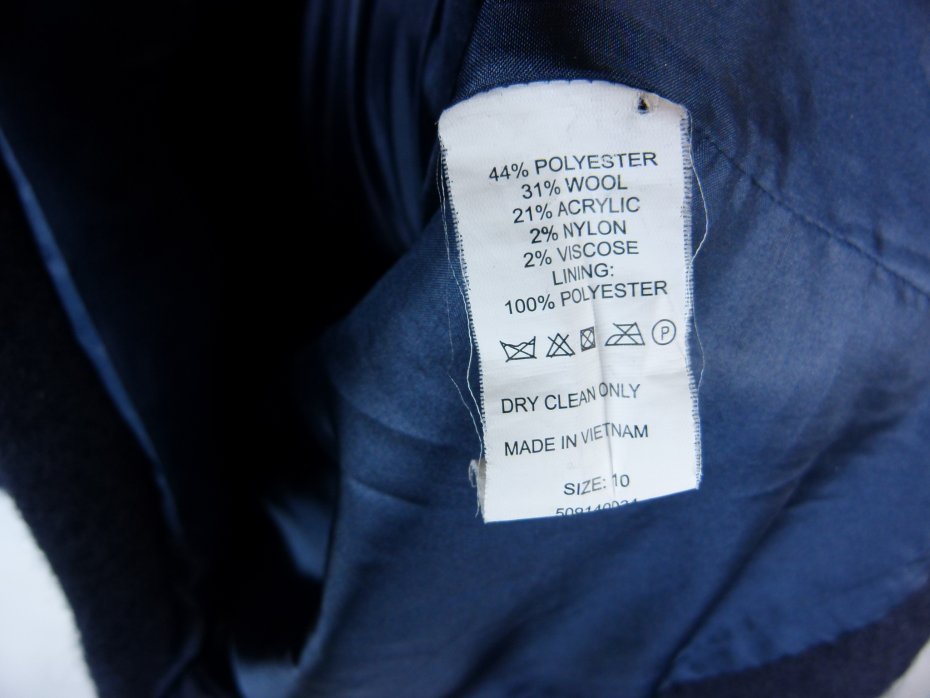 44% POLYESTER
31% WOOL
21% ACRYLIC
2% NYLON
2% VISCOSE
LINING:
100% POLYESTER
P
DRY CLEAN ONLY
MADE IN VIETNAM
SIZE: 10